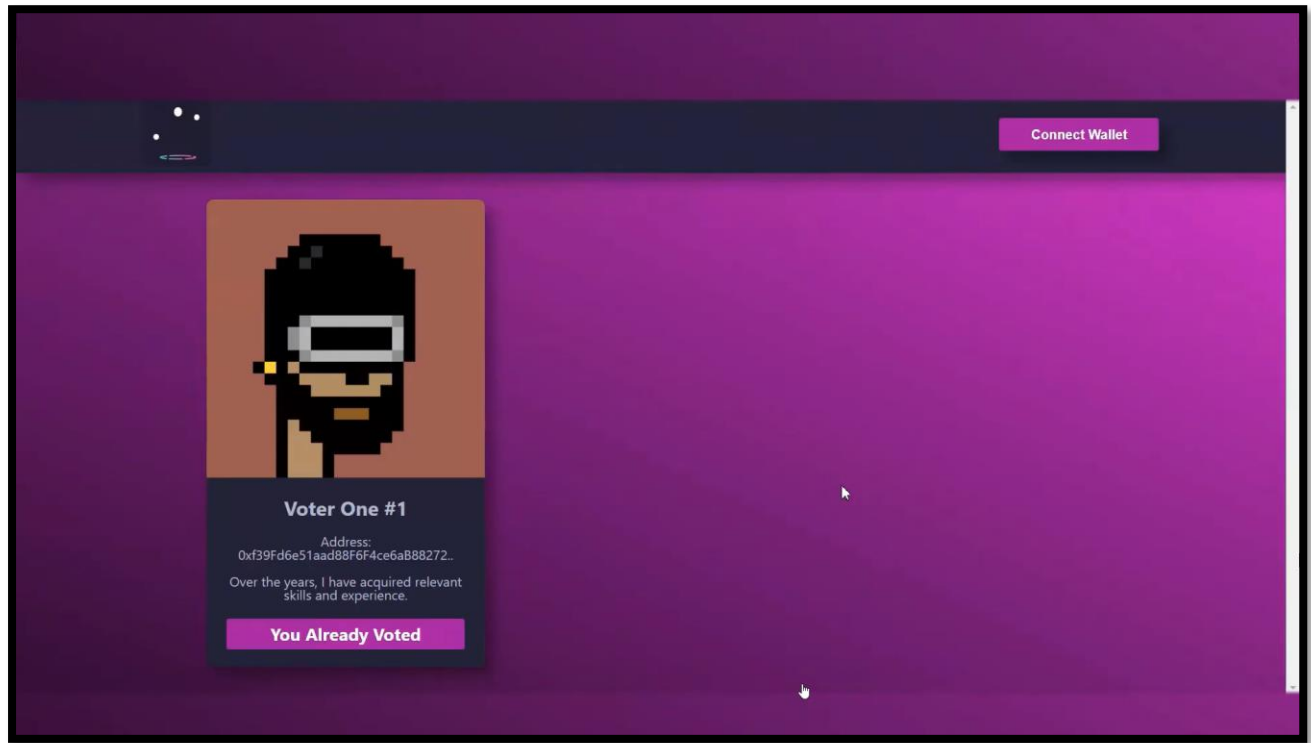 Connect Wallet
Voter One #1
Address:
0xf39Fd6e51aad88F6F4ce6aB88272..
Over the years, I have acquired relevant
skills and experience.
You Already Voted